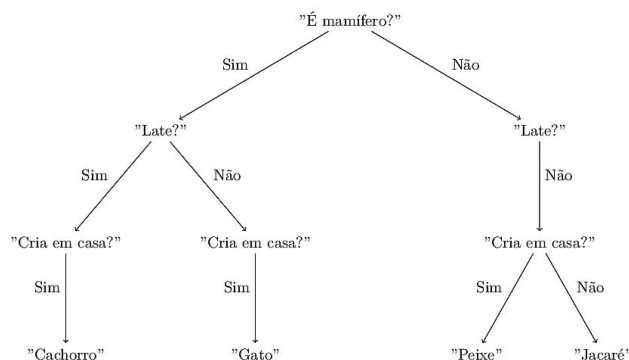 "É mamífero?"
Sim
Não
"Late?"
"Late?"
Sim
Não
Não
"Cria em casa?"
"Cria em casa?"
"Cria em casa?"
Sim
Sim
Sim
Não
"Cachorro"
"Gato"
"Peixe"
"Jacaré'